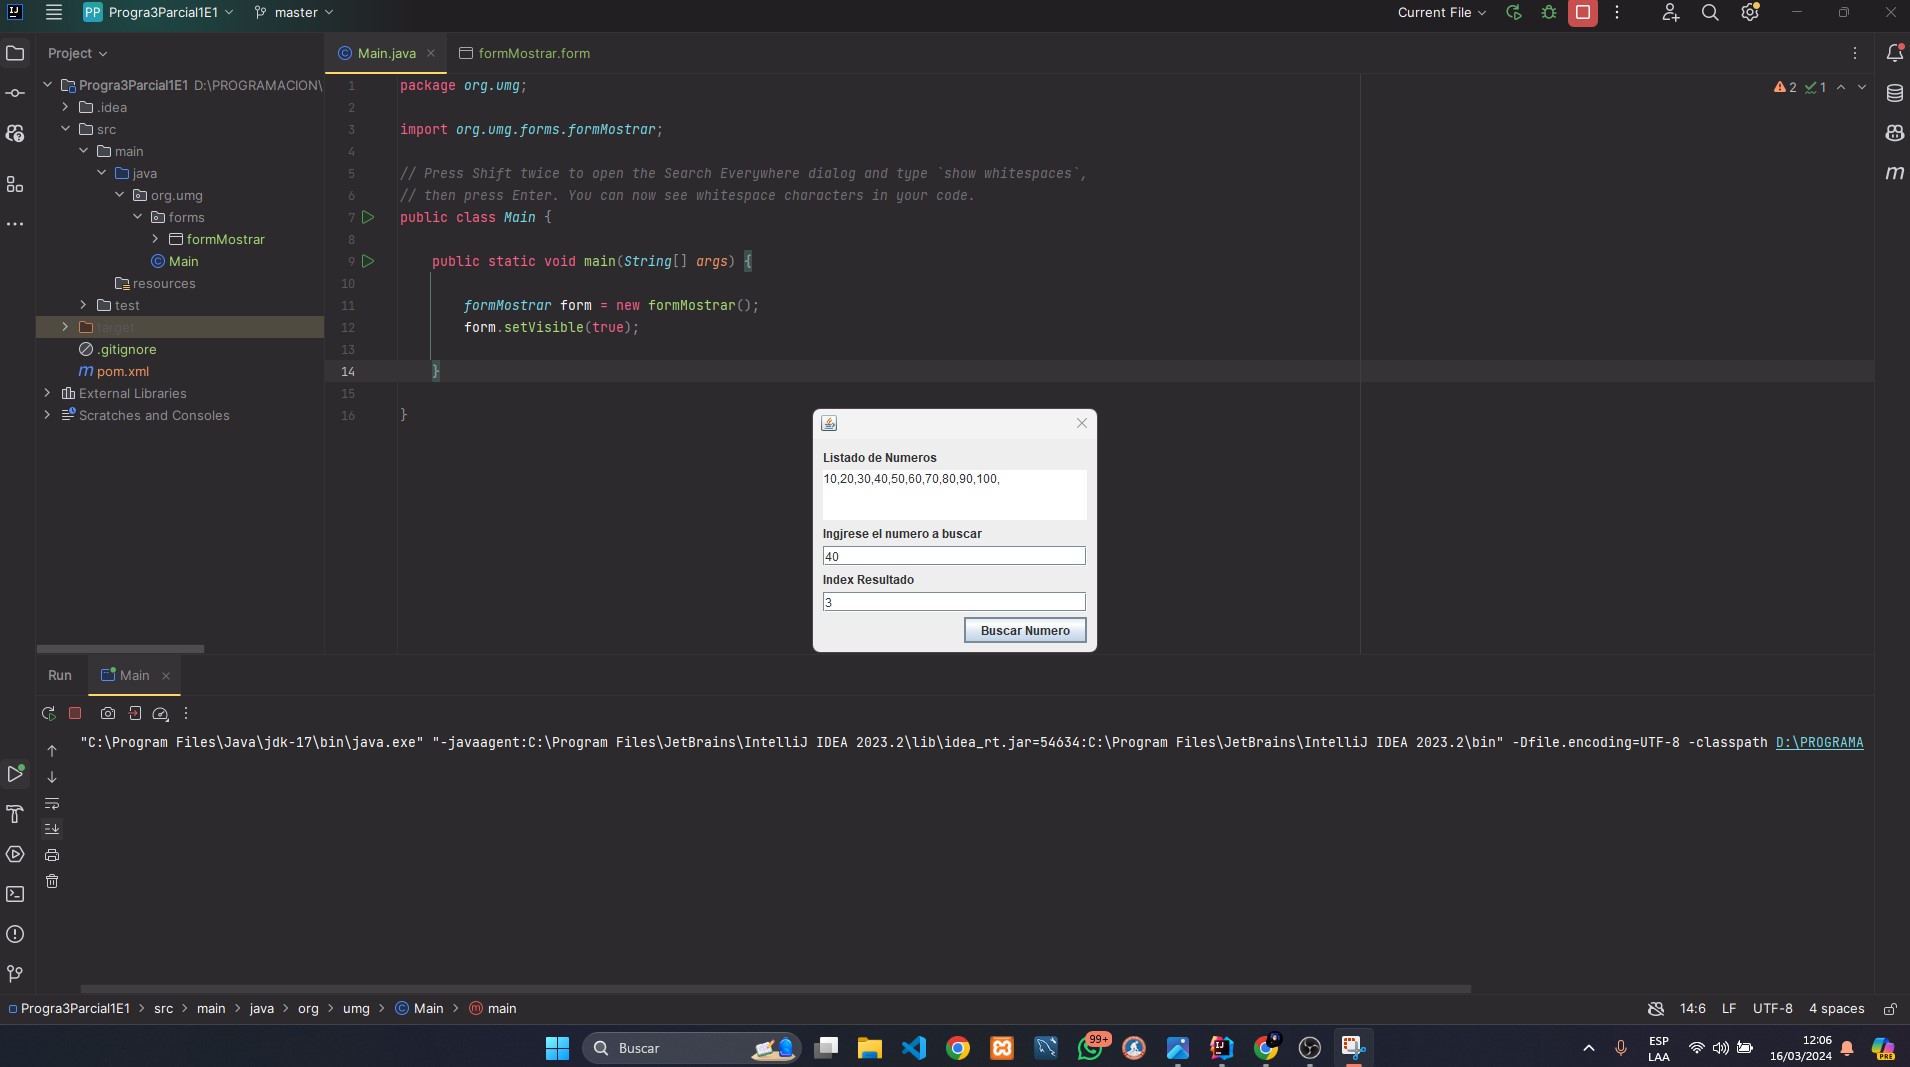 PP Progra3Parcial1E1 master Current File
Project Main.java formMostrar.form
Progra3Parcial1E1 D:\PROGRAMACION\
.idea
src
main
java
org.umg
forms
formMostrar
Main
resources
test
target
.gitignore
pom.xml
External Libraries
Scratches and Consoles
2 1
1 package org.umg;
2
3 import org.umg.forms.formMostrar;
4
5 // Press Shift twice to open the Search Everywhere dialog and type `show whitespaces`,
6 // then press Enter. You can now see whitespace characters in your code.
7 public class Main {
8
9 public static void main(String[] args) {
10
11 formMostrar form = new formMostrar();
12 form.setVisible(true);
13
14 }
15
16 }
Listado de Numeros
10,20,30,40,50,60,70,80,90,100,
Ingjrese el numero a buscar
40
Index Resultado
3
Buscar Numero
Run Main
"C:\Program Files\Java\jdk-17\bin\java.exe" "-javaagent:C:\Program Files\JetBrains\IntelliJ IDEA 2023.2\lib\idea_rt.jar=54634:C:\Program Files\JetBrains\IntelliJ IDEA 2023.2\bin" -Dfile.encoding=UTF-8 -classpath D:\PROGRAMA
Progra3Parcial1E1 > src > main > java > org > umg > Main > main 14:6 LF UTF-8 4 spaces
Buscar 99+ ESP
LAA 12:06
16/03/2024 PRE